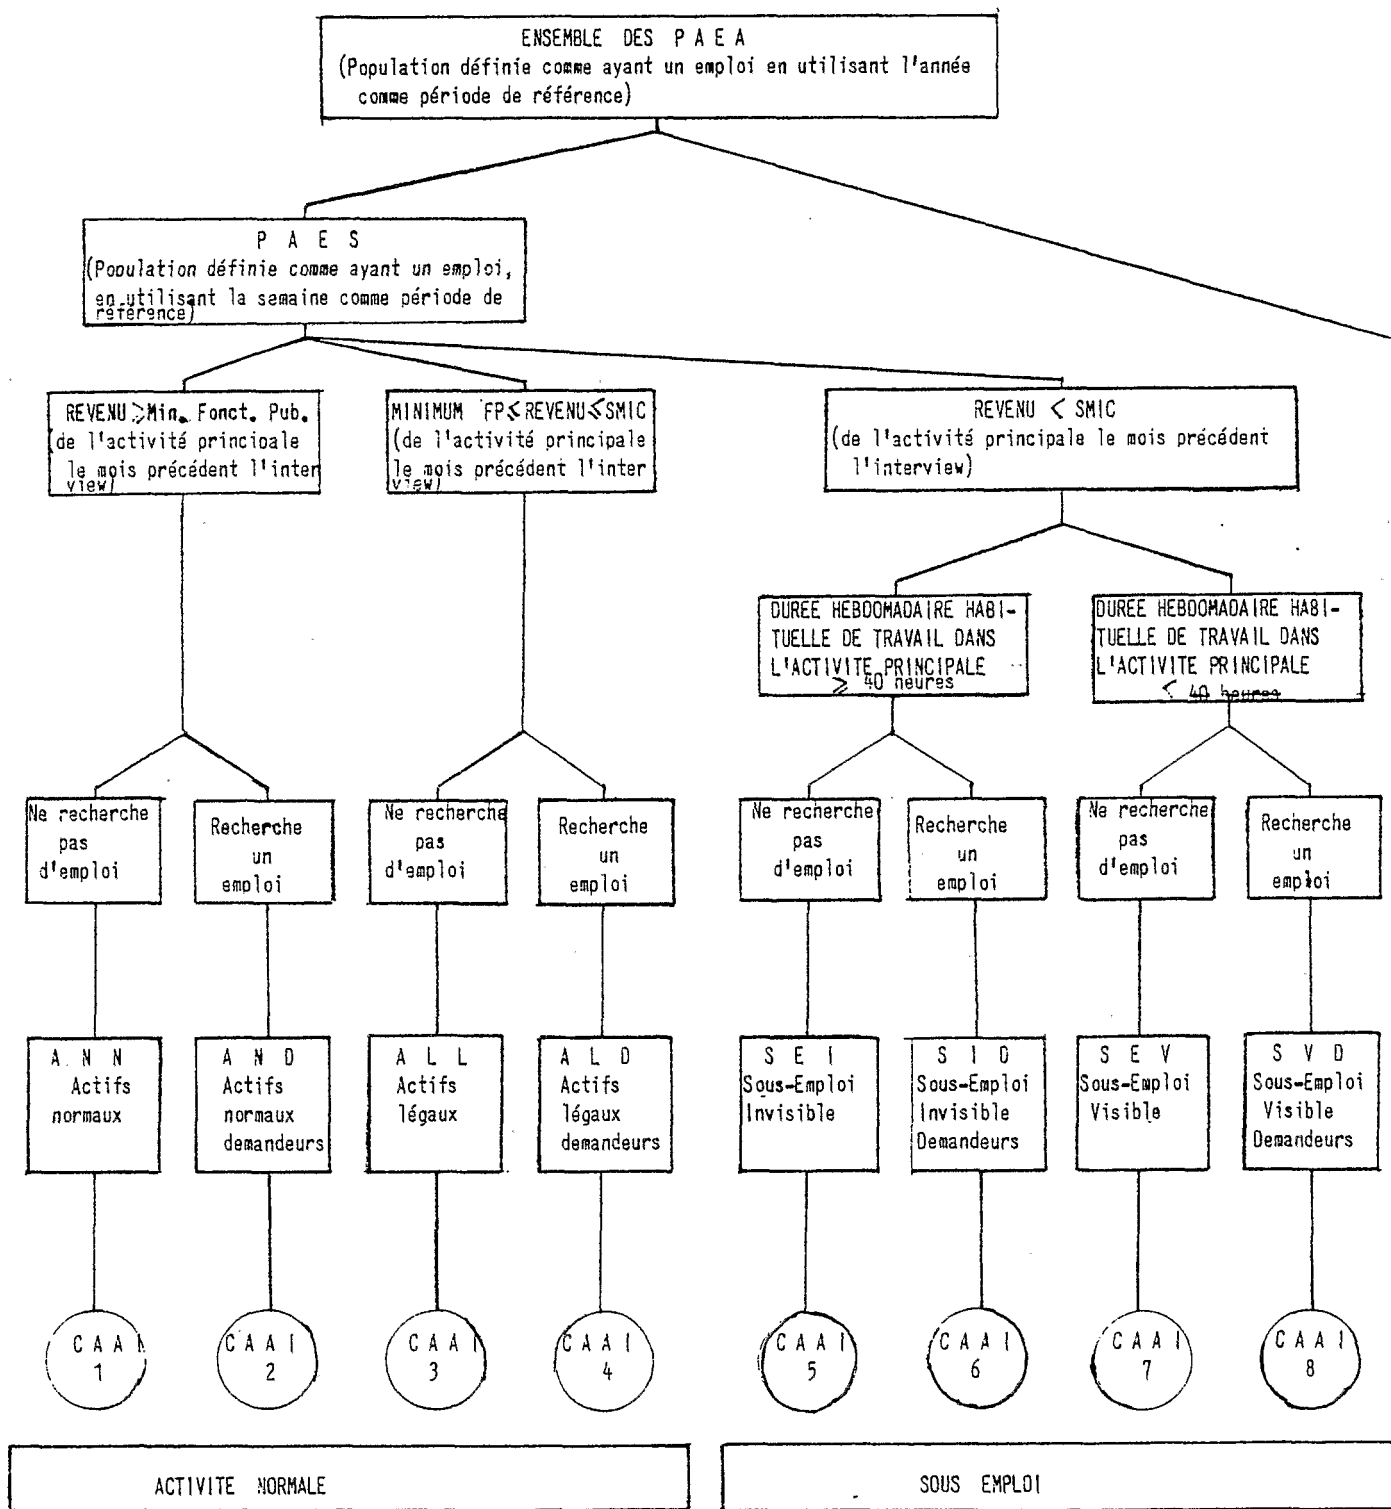 ENSEMBLE DES P A E A
(Population définie comme ayant un emploi en utilisant l'année
comme période de référence)
P A E S
(Population définie comme ayant un emploi,
en utilisant la semaine comme période de
référence)
REVENU ⩾ Min. Fonct. Pub.
(de l'activité principale
le mois précédent l'inter
view)
MINIMUM FP ⩽ REVENU ⩽ SMIC
(de l'activité principale
le mois précédent l'inter
view)
REVENU < SMIC
(de l'activité principale le mois précédent
l'interview)
DUREE HEBDOMADAIRE HABI-
TUELLE DE TRAVAIL DANS
L'ACTIVITE PRINCIPALE
⩾ 40 heures
DUREE HEBDOMADAIRE HABI-
TUELLE DE TRAVAIL DANS
L'ACTIVITE PRINCIPALE
< 40 heures
Ne recherche
pas
d'emploi
Recherche
un
emploi
Ne recherche
pas
d'emploi
Recherche
un
emploi
Ne recherche
pas
d'emploi
Recherche
un
emploi
Ne recherche
pas
d'emploi
Recherche
un
emploi
A N N
Actifs
normaux
A N D
Actifs
normaux
demandeurs
A L L
Actifs
légaux
A L D
Actifs
légaux
demandeurs
S E I
Sous-Emploi
Invisible
S I D
Sous-Emploi
Invisible
Demandeurs
S E V
Sous-Emploi
Visible
S V D
Sous-Emploi
Visible
Demandeurs
C A A I
1
C A A I
2
C A A I
3
C A A I
4
C A A I
5
C A A I
6
C A A I
7
C A A I
8
ACTIVITE NORMALE
SOUS EMPLOI